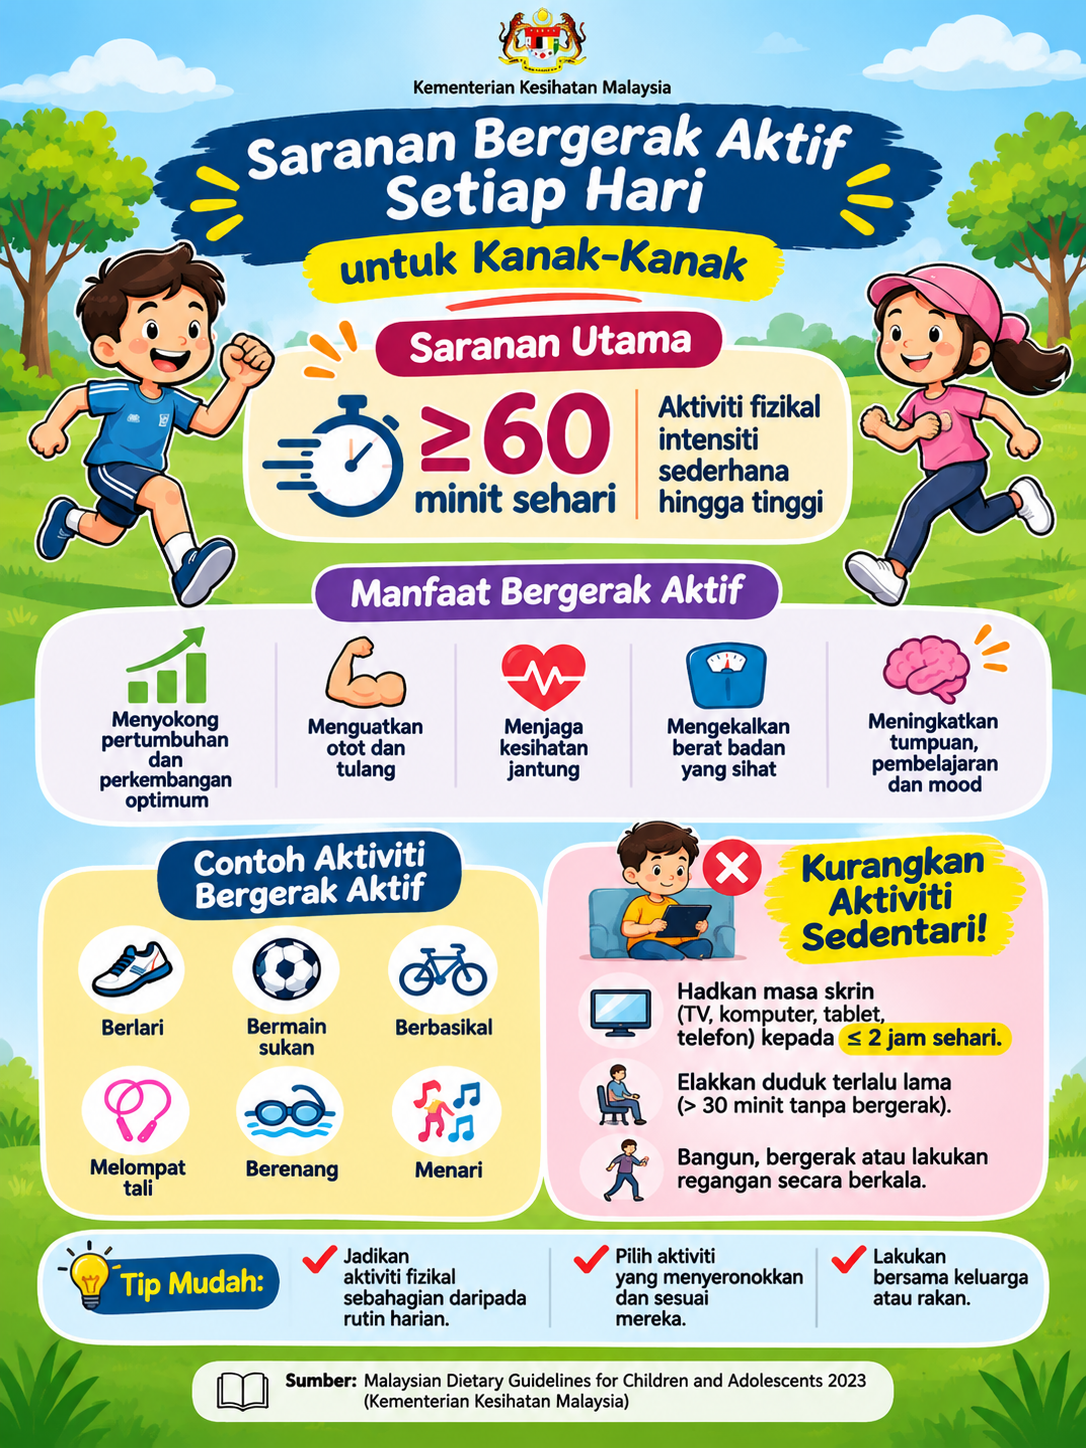 Kementerian Kesihatan Malaysia
Saranan Bergerak Aktif
Setiap Hari
untuk Kanak-Kanak
Saranan Utama
≥60
minit sehari
Aktiviti fizikal
intensiti
sederhana
hingga tinggi
Manfaat Bergerak Aktif
Menyokong
pertumbuhan
dan
perkembangan
optimum
Menguatkan
otot dan
tulang
Menjaga
kesihatan
jantung
Mengekalkan
berat badan
yang sihat
Meningkatkan
tumpuan,
pembelajaran
dan mood
Contoh Aktiviti
Bergerak Aktif
Berlari
Bermain
sukan
Berbasikal
Melompat
tali
Berenang
Menari
Kurangkan
Aktiviti
Sedentari!
Hadkan masa skrin
(TV, komputer, tablet,
telefon) kepada ≤ 2 jam sehari.
Elakkan duduk terlalu lama
(> 30 minit tanpa bergerak).
Bangun, bergerak atau lakukan
regangan secara berkala.
Tip Mudah:
Jadikan
aktiviti fizikal
sebahagian daripada
rutin harian.
Pilih aktiviti
yang menyeronokkan
dan sesuai
mereka.
Lakukan
bersama keluarga
atau rakan.
Sumber: Malaysian Dietary Guidelines for Children and Adolescents 2023
(Kementerian Kesihatan Malaysia)